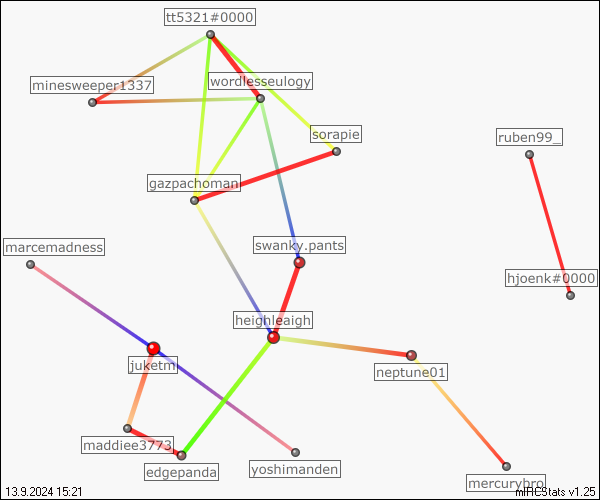 tt5321#0000
minesweeper1337
wordlesseulogy
sorapie
ruben99_
gazpachoman
marcemadness
swanky.pants
hjoenk#0000
heighleaigh
juketm
neptune01
maddiee3773
edgepanda
yoshimanden
mercurybro
13.9.2024 15:21
mIRCStats v1.25